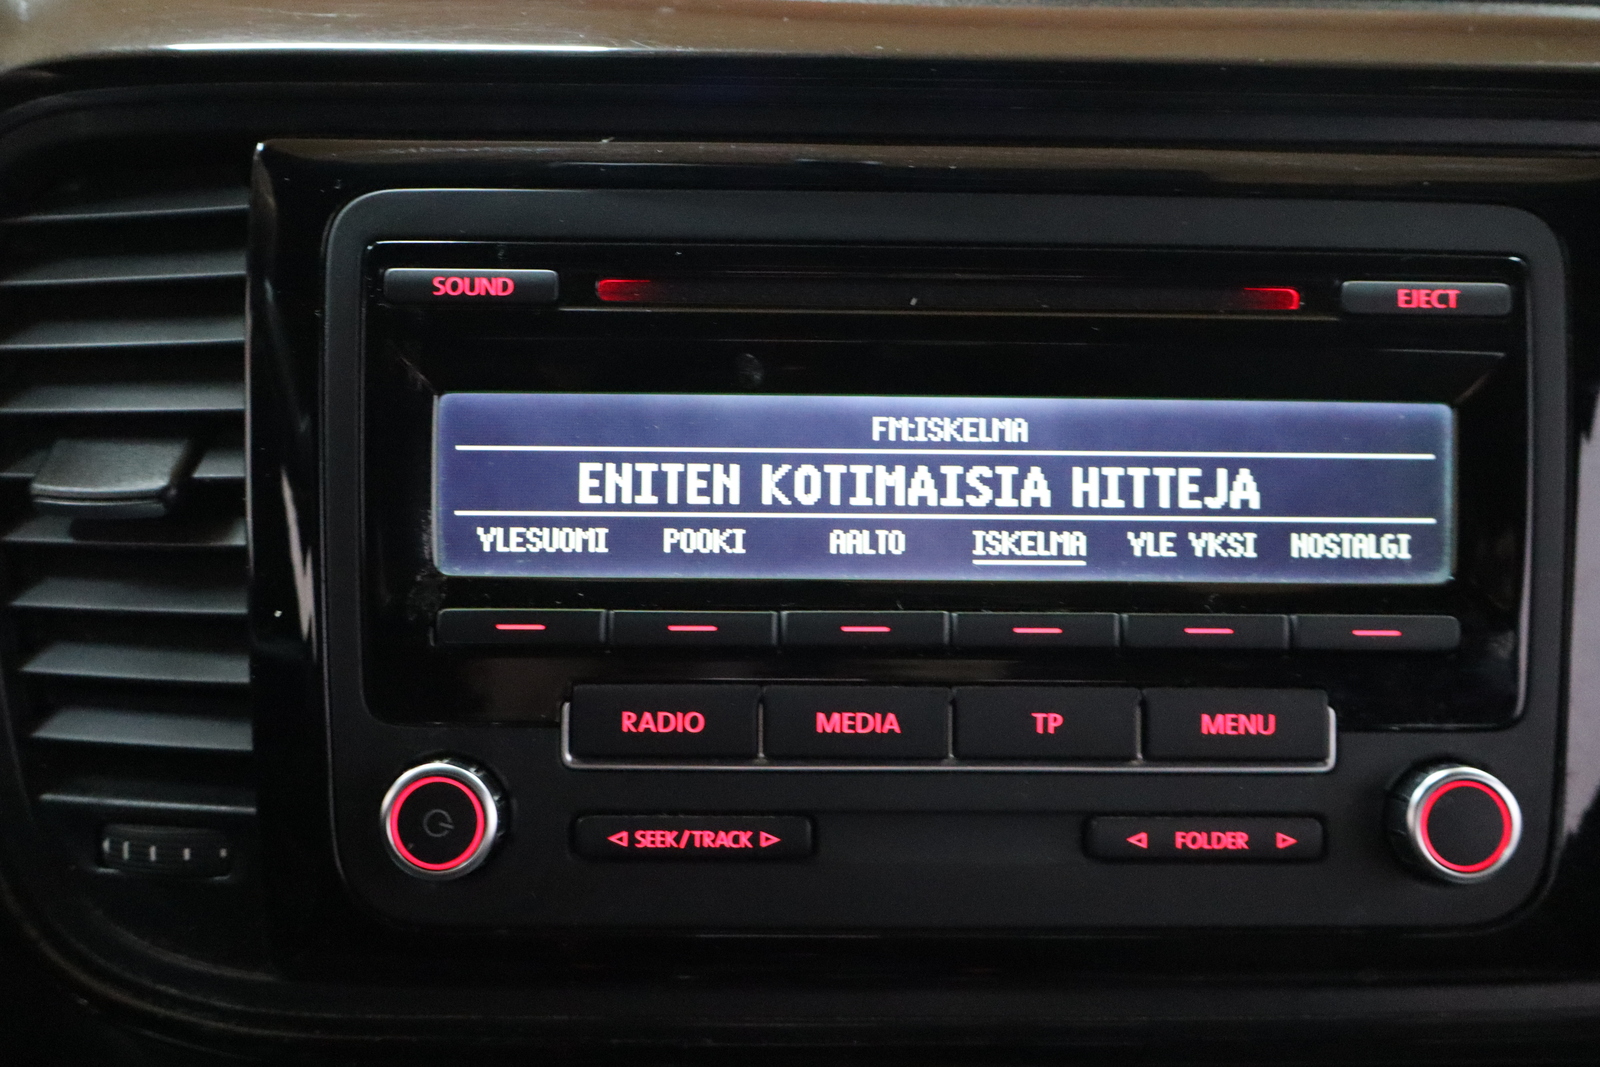 SOUND EJECT
FM:ISKELMA
ENITEN KOTIMAISIA HITTEJA
YLESUOMI POOKI AALTO ISKELMA YLE YKSI NOSTALGI
RADIO MEDIA TP MENU
SEEK/TRACK FOLDER